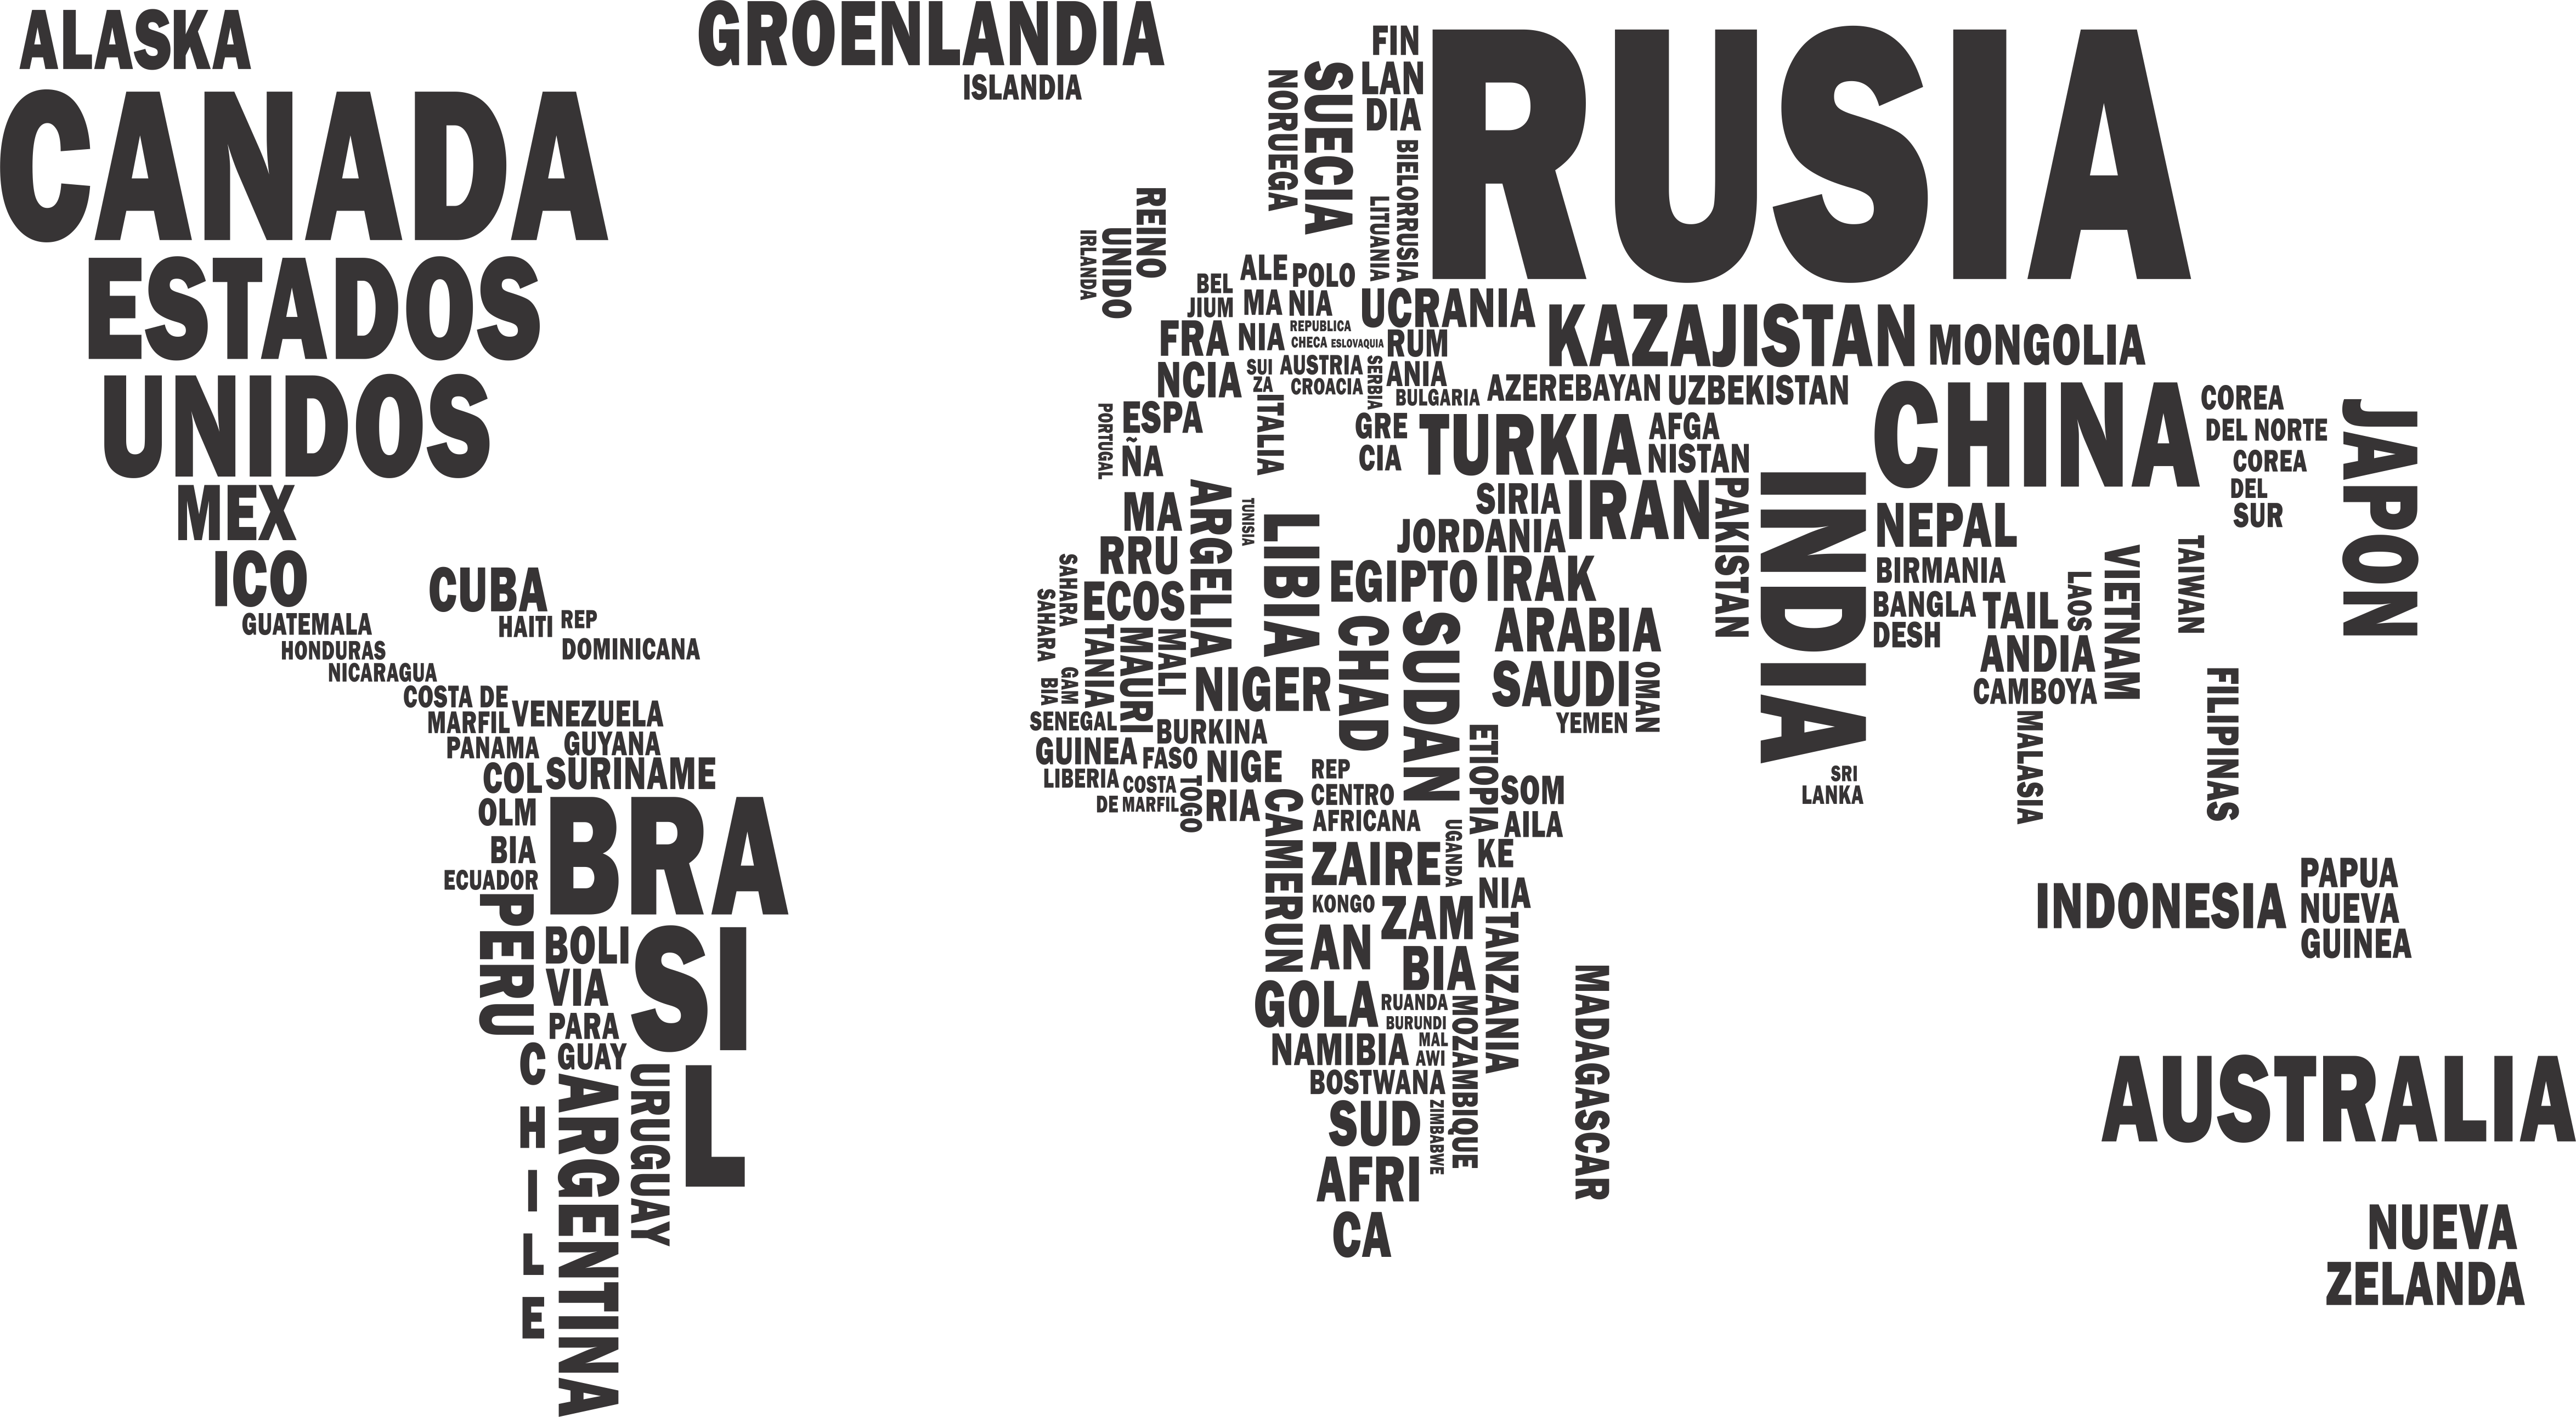 ALASKA
CANADA
ESTADOS
UNIDOS
MEX
ICO
GUATEMALA
HONDURAS
NICARAGUA
CUBA
HAITI
REP
DOMINICANA
COSTA DE
MARFIL
PANAMA
VENEZUELA
GUYANA
SURINAME
COL
OLM
BIA
ECUADOR
PERU
BRA
SI
L
BOLI
VIA
PARA
GUAY
CHILE
ARGENTINA
URUGUAY
GROENLANDIA
ISLANDIA
NORUEGA
SUECIA
FIN
LAN
DIA
BIELORRUSIA
LITUANIA
RUSIA
REINO
UNIDO
IRLANDA
BEL
JIUM
ALE
MA
NIA
POLO
NIA
REPUBLICA
CHECA
ESLOVAQUIA
UCRANIA
RUM
ANIA
FRA
NCIA
SUI
ZA
AUSTRIA
CROACIA
SERBIA
BULGARIA
ITALIA
PORTUGAL
ESPA
ÑA
GRE
CIA
KAZAJISTAN
MONGOLIA
AZEREBAYAN
UZBEKISTAN
TURKIA
AFGA
NISTAN
CHINA
COREA
DEL NORTE
COREA
DEL
SUR
JAPON
SIRIA
IRAN
JORDANIA
PAKISTAN
INDIA
NEPAL
BIRMANIA
BANGLA
DESH
TAIL
ANDIA
LAOS
VIETNAM
CAMBOYA
TAIWAN
FILIPINAS
MALASIA
SRI
LANKA
MA
RRU
ECOS
ARGELIA
TUNISIA
LIBIA
EGIPTO
IRAK
ARABIA
SAUDI
OMAN
YEMEN
SAHARA
SAHARA
TANIA
MAURI
MALI
NIGER
CHAD
SUDAN
GAM
BIA
SENEGAL
BURKINA
FASO
GUINEA
LIBERIA
COSTA
DE MARFIL
TOGO
NIGE
RIA
CAMERUN
REP
CENTRO
AFRICANA
ETIOPIA
SOM
AILA
UGANDA
KE
NIA
ZAIRE
KONGO
ZAM
BIA
AN
GOLA
TANZANIA
RUANDA
BURUNDI
MAL
AWI
MOZAMBIQUE
NAMIBIA
BOSTWANA
ZIMBABWE
SUD
AFRI
CA
MADAGASCAR
INDONESIA
PAPUA
NUEVA
GUINEA
AUSTRALIA
NUEVA
ZELANDA